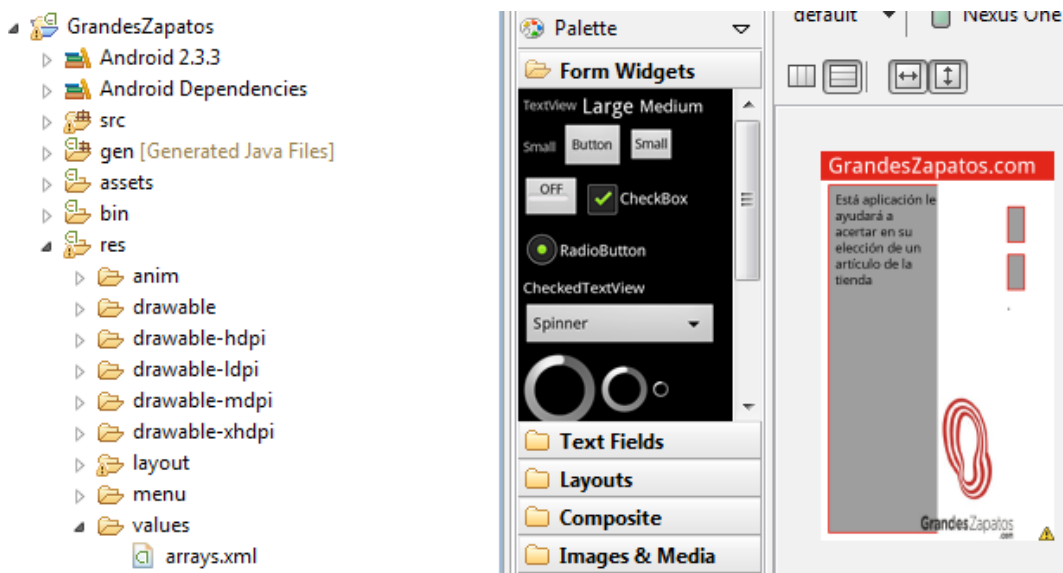 GrandesZapatos
Android 2.3.3
Android Dependencies
src
gen [Generated Java Files]
assets
bin
res
anim
drawable
drawable-hdpi
drawable-ldpi
drawable-mdpi
drawable-xhdpi
layout
menu
values
arrays.xml
Palette
Form Widgets
TextView Large Medium
Small Button Small
OFF CheckBox
RadioButton
CheckedTextView
Spinner
Text Fields
Layouts
Composite
Images & Media
default Nexus One
GrandesZapatos.com
Está aplicación le
ayudará a
acertar en su
elección de un
artículo de la
tienda
GrandesZapatos
.com